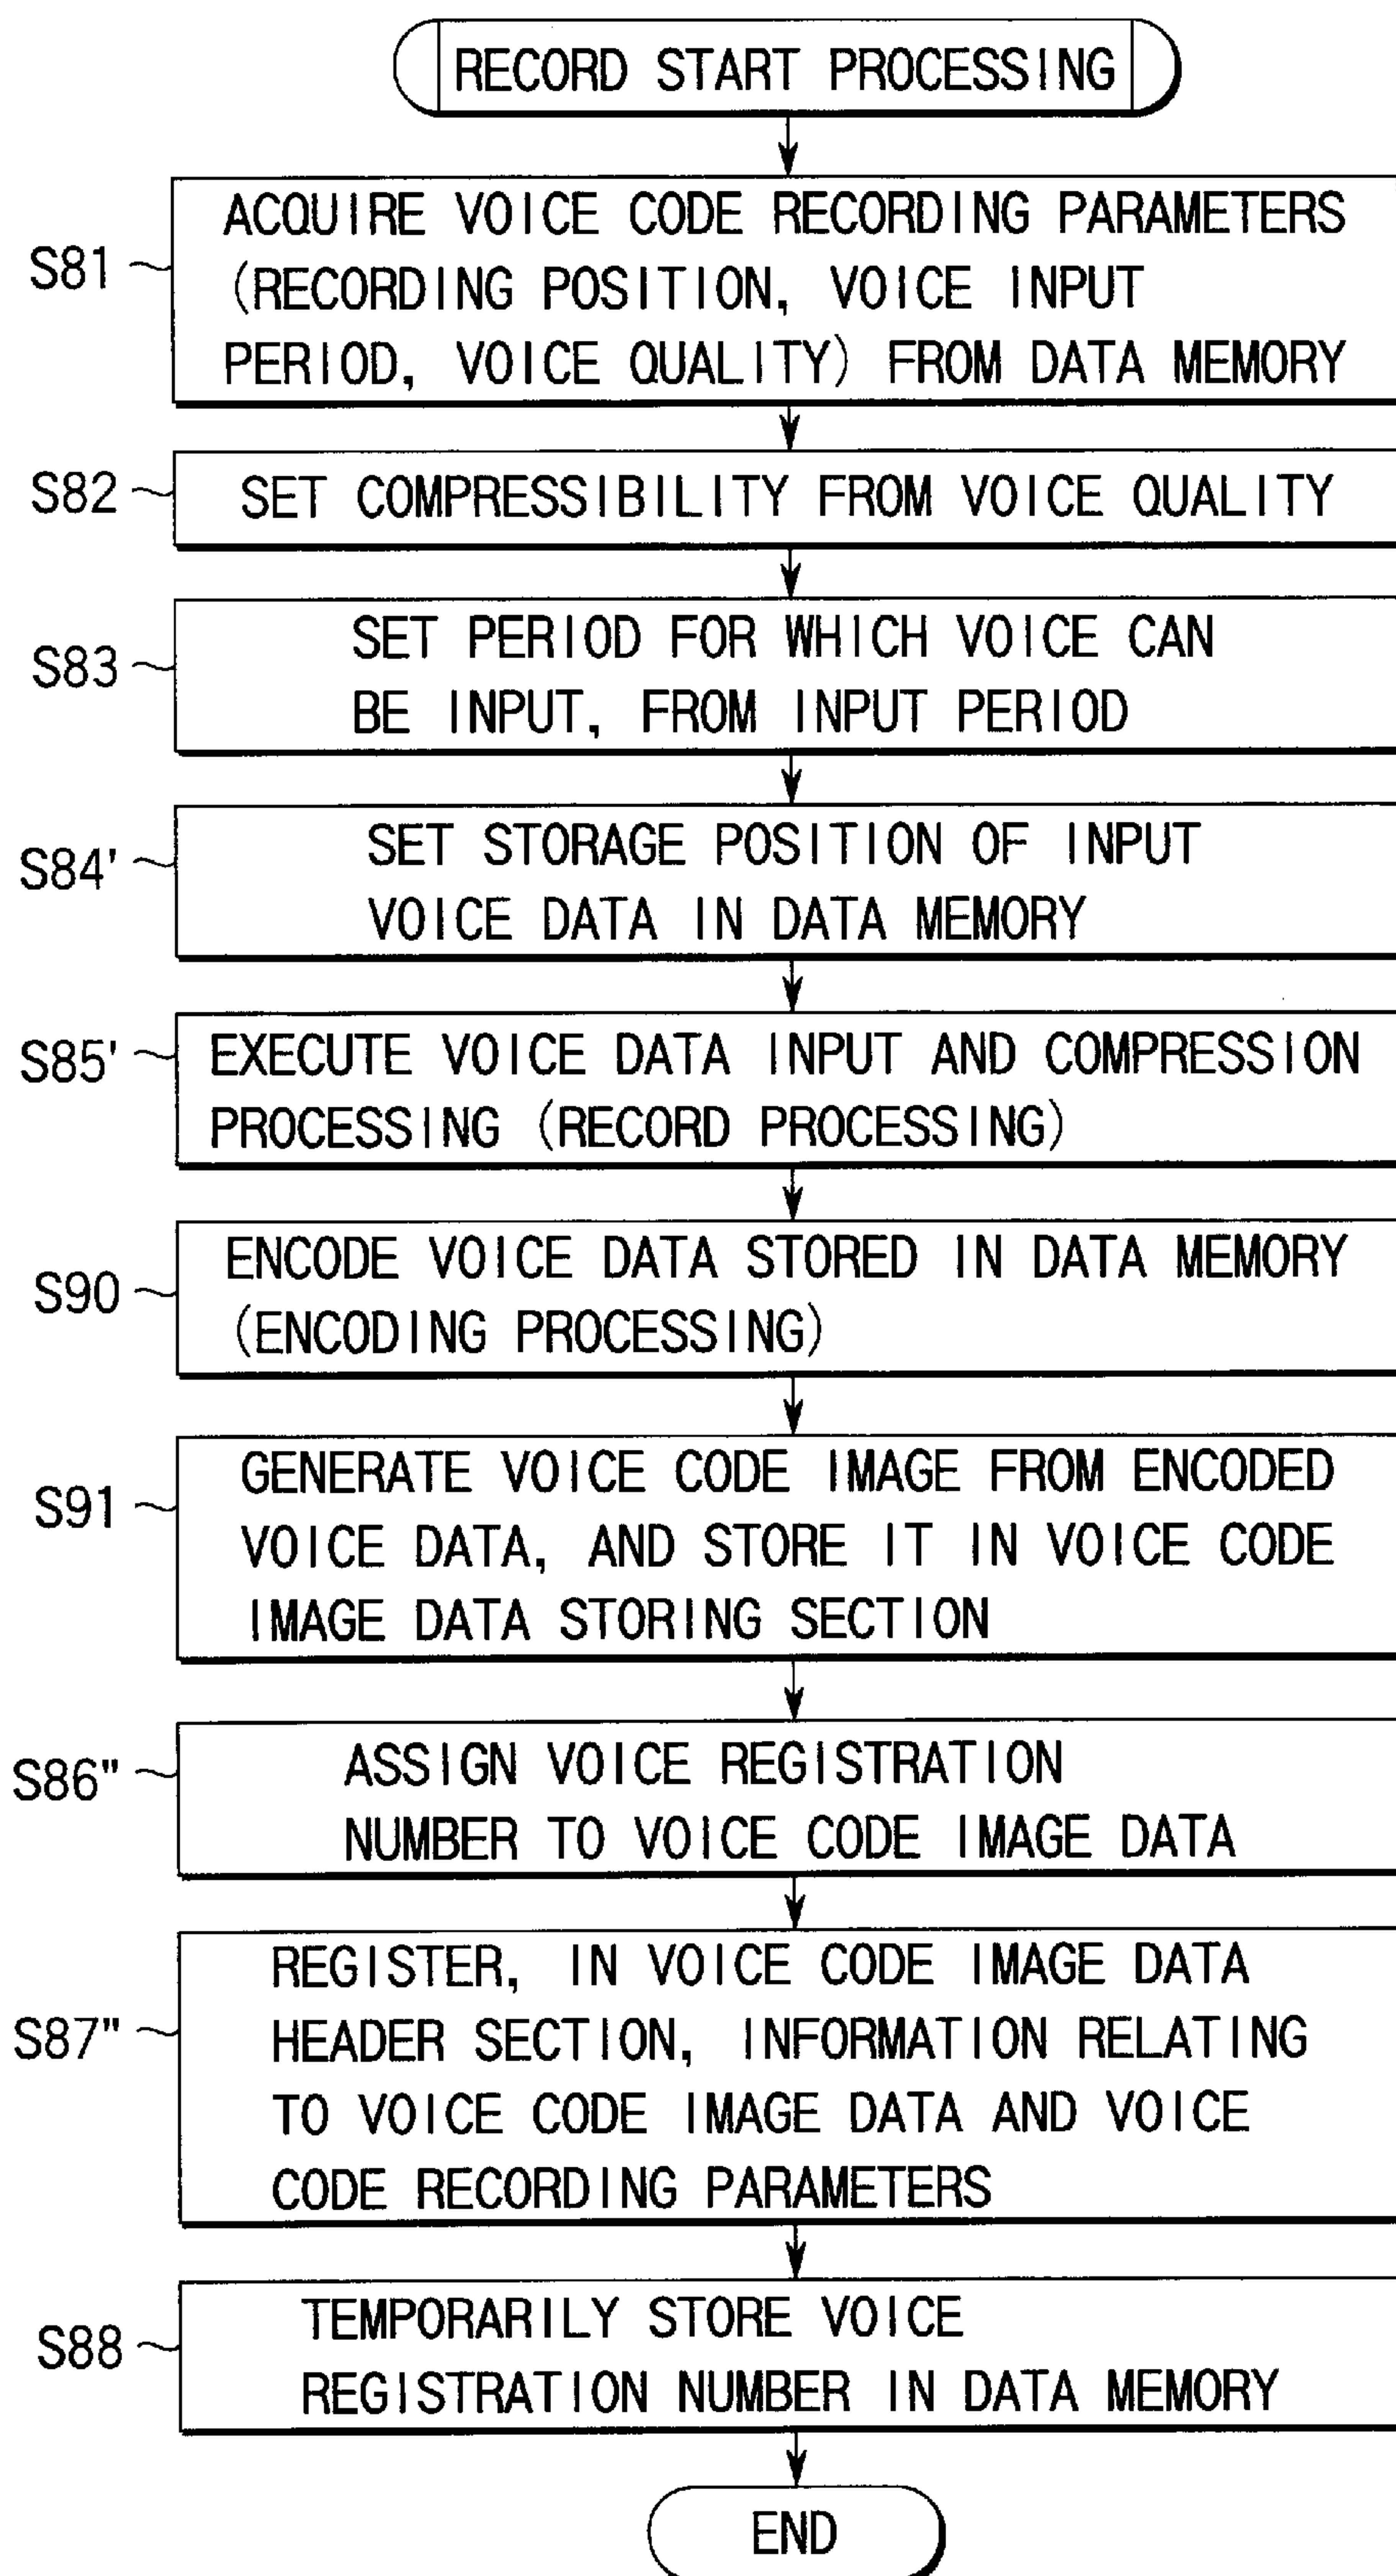 RECORD START PROCESSING
S81
ACQUIRE VOICE CODE RECORDING PARAMETERS
(RECORDING POSITION, VOICE INPUT
PERIOD, VOICE QUALITY) FROM DATA MEMORY
S82
SET COMPRESSIBILITY FROM VOICE QUALITY
S83
SET PERIOD FOR WHICH VOICE CAN
BE INPUT, FROM INPUT PERIOD
S84'
SET STORAGE POSITION OF INPUT
VOICE DATA IN DATA MEMORY
S85'
EXECUTE VOICE DATA INPUT AND COMPRESSION
PROCESSING (RECORD PROCESSING)
S90
ENCODE VOICE DATA STORED IN DATA MEMORY
(ENCODING PROCESSING)
S91
GENERATE VOICE CODE IMAGE FROM ENCODED
VOICE DATA, AND STORE IT IN VOICE CODE
IMAGE DATA STORING SECTION
S86"
ASSIGN VOICE REGISTRATION
NUMBER TO VOICE CODE IMAGE DATA
S87"
REGISTER, IN VOICE CODE IMAGE DATA
HEADER SECTION, INFORMATION RELATING
TO VOICE CODE IMAGE DATA AND VOICE
CODE RECORDING PARAMETERS
S88
TEMPORARILY STORE VOICE
REGISTRATION NUMBER IN DATA MEMORY
END